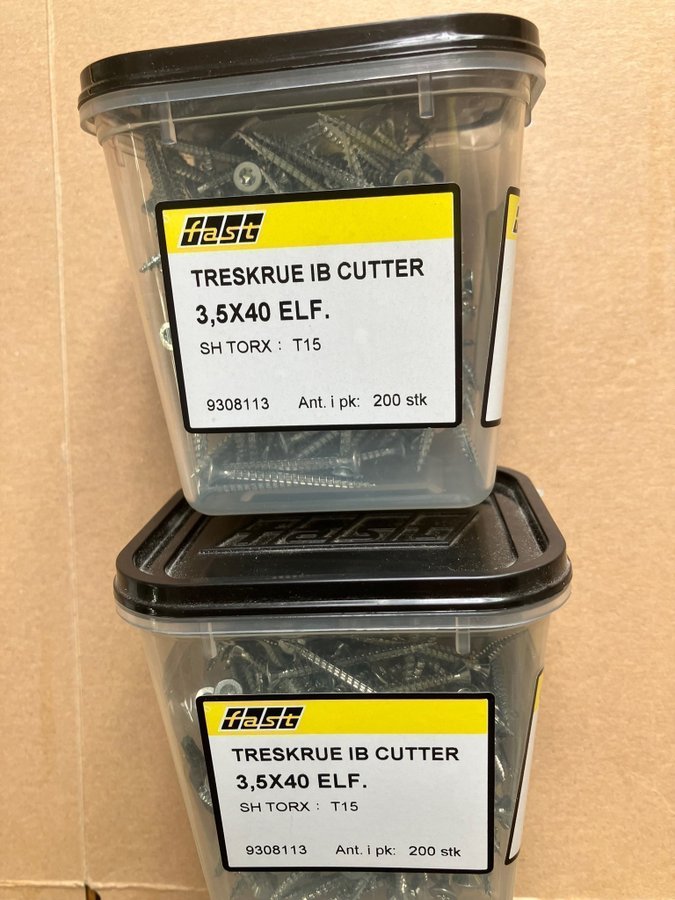 fast
TRESKRUE IB CUTTER
3,5X40 ELF.
SH TORX : T15
9308113 Ant. i pk: 200 stk
fast
fast
TRESKRUE IB CUTTER
3,5X40 ELF.
SH TORX : T15
9308113 Ant. i pk: 200 stk